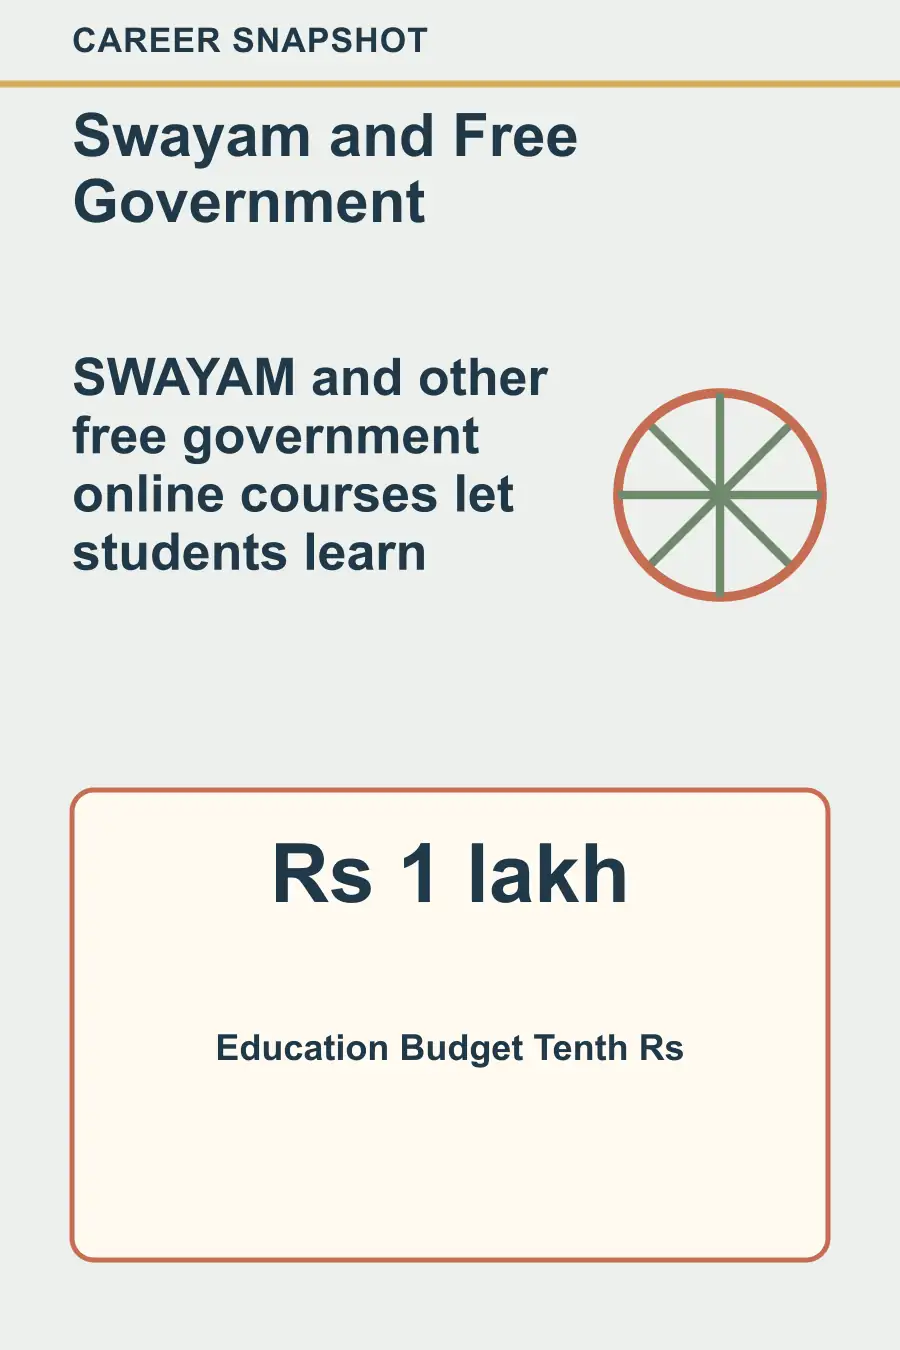 CAREER SNAPSHOT
Swayam and Free
Government
SWAYAM and other
free government
online courses let
students learn
Rs 1 lakh
Education Budget Tenth Rs